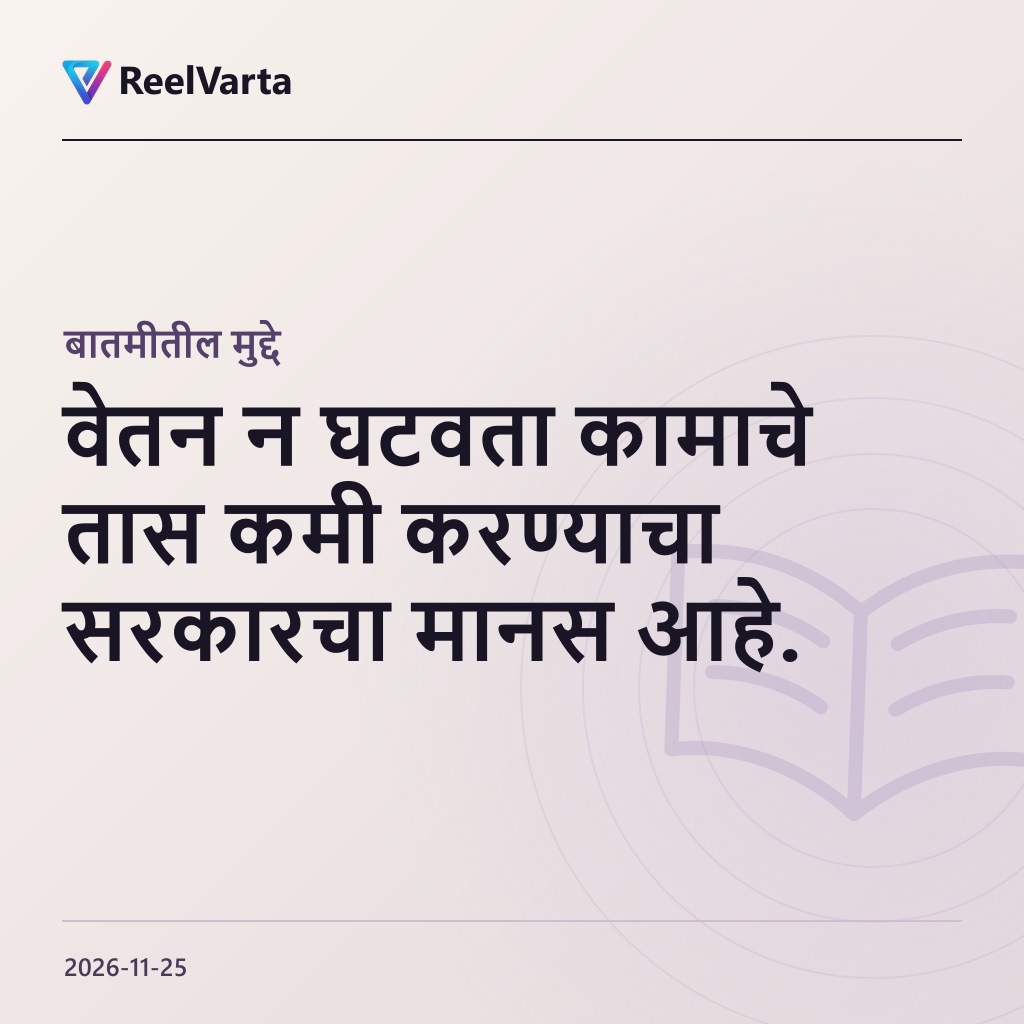 ReelVarta
बातमीतील मुद्दे
वेतन न घटवता कामाचे
तास कमी करण्याचा
सरकारचा मानस आहे.
2026-11-25